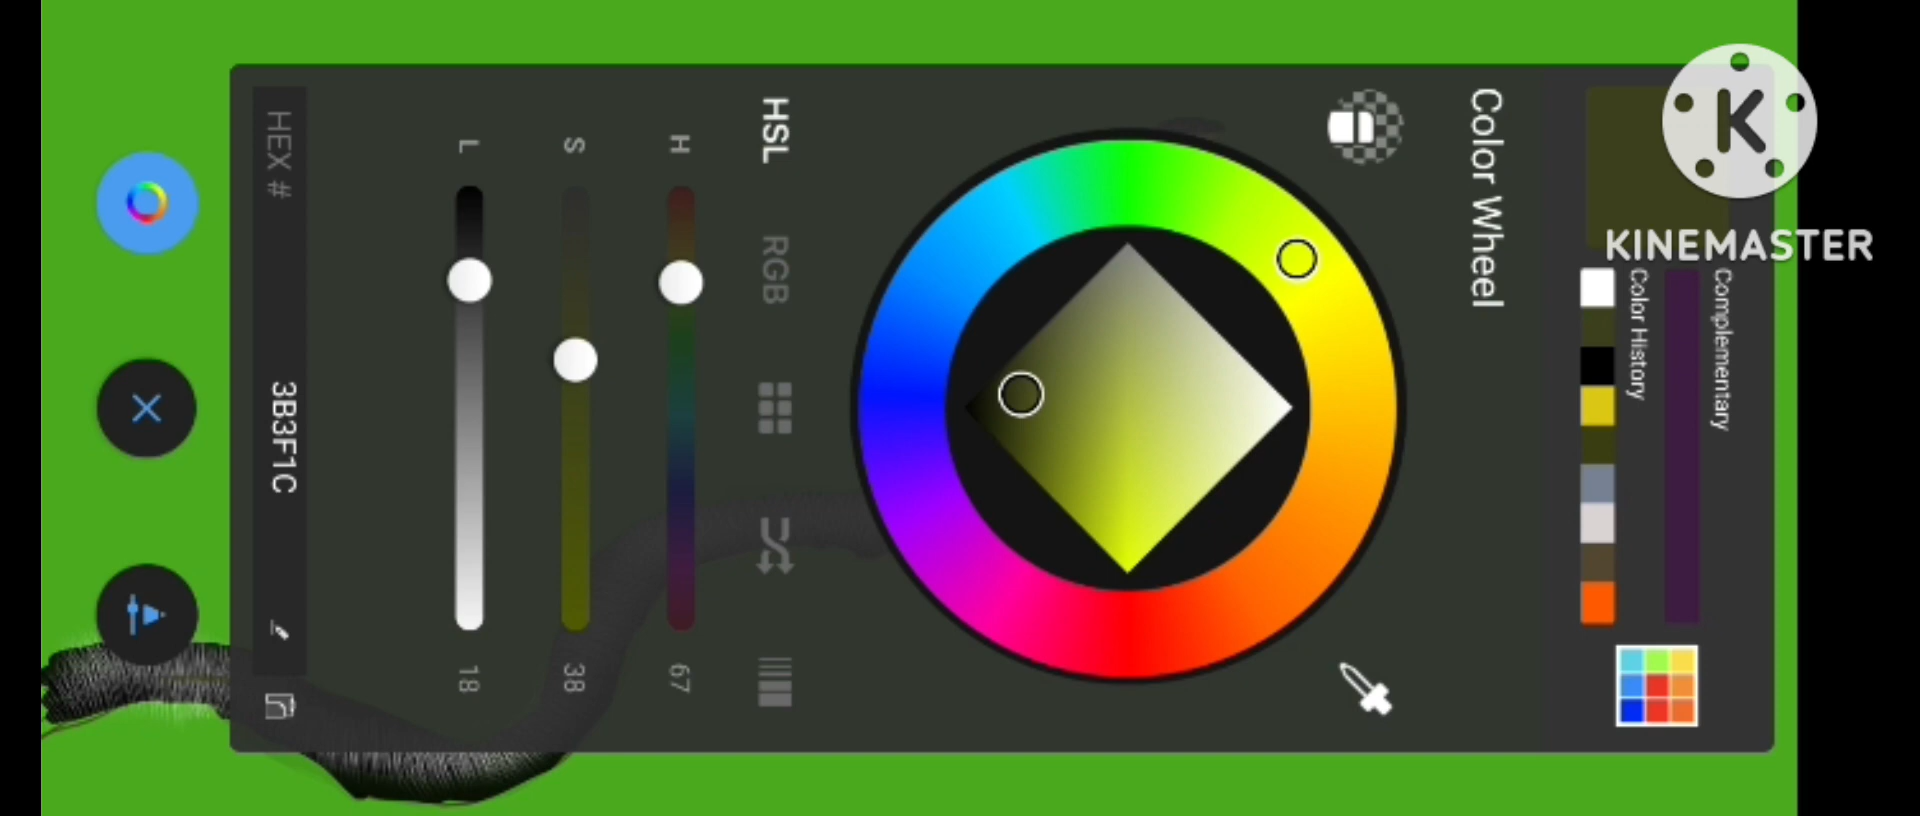 Complementary
Color History
Color Wheel
HSL
RGB
H
67
S
38
L
18
HEX #
3B3F1C
K
KINEMASTER